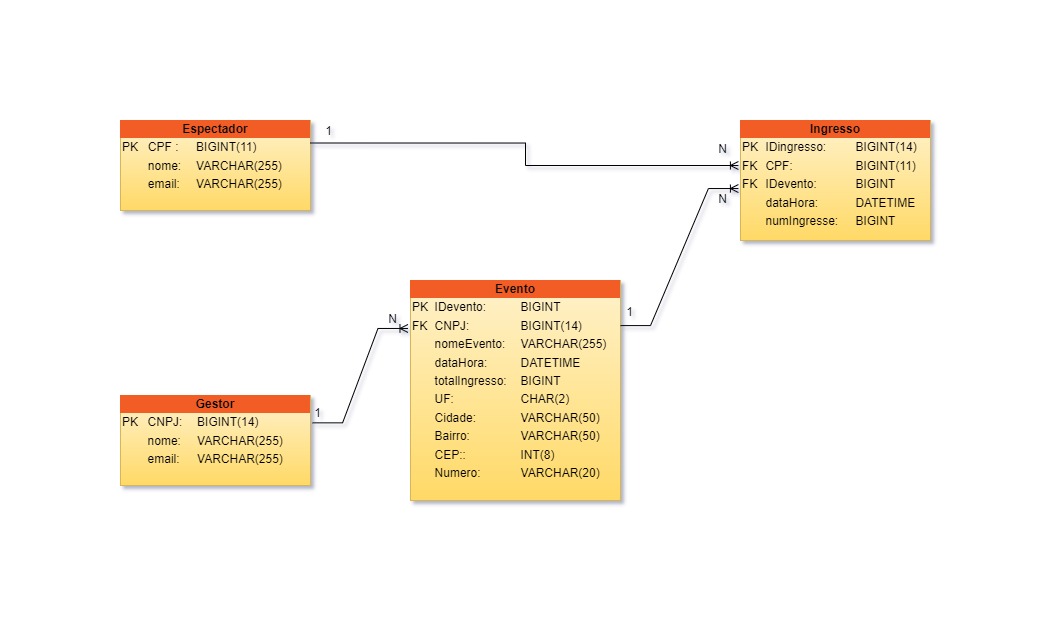 Espectador
PK CPF : BIGINT(11)
nome: VARCHAR(255)
email: VARCHAR(255)
1
N
Ingresso
PK IDingresso: BIGINT(14)
FK CPF: BIGINT(11)
FK IDevento: BIGINT
dataHora: DATETIME
numIngresse: BIGINT
N
Evento
PK IDevento: BIGINT
FK CNPJ: BIGINT(14)
nomeEvento: VARCHAR(255)
dataHora: DATETIME
totalIngresso: BIGINT
UF: CHAR(2)
Cidade: VARCHAR(50)
Bairro: VARCHAR(50)
CEP:: INT(8)
Numero: VARCHAR(20)
1
N
Gestor
PK CNPJ: BIGINT(14)
nome: VARCHAR(255)
email: VARCHAR(255)
1